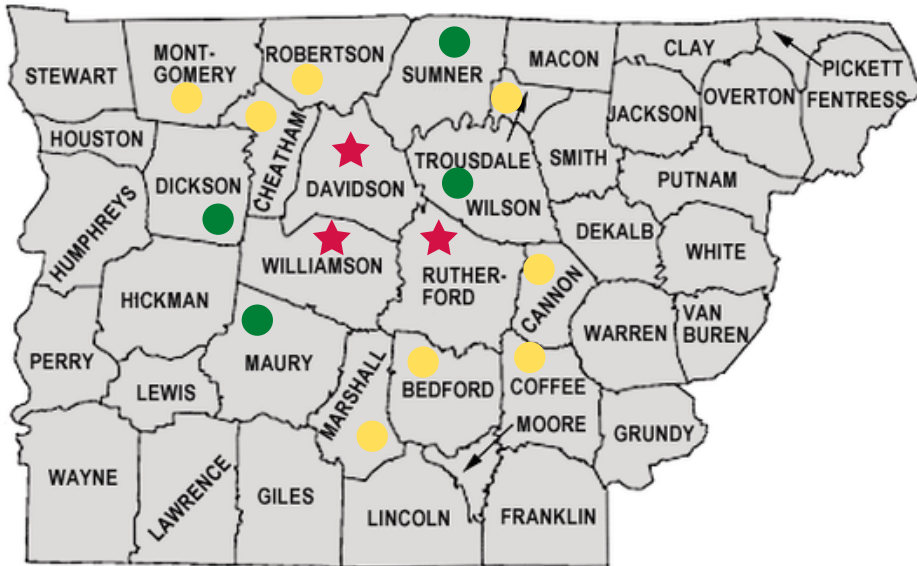 STEWART
MONT-
GOMERY
ROBERTSON
SUMNER
MACON
CLAY
PICKETT
FENTRESS
OVERTON
JACKSON
HOUSTON
DICKSON
CHEATHAM
DAVIDSON
TROUSDALE
WILSON
SMITH
PUTNAM
HUMPHREYS
WILLIAMSON
RUTHER-
FORD
DEKALB
WHITE
HICKMAN
CANNON
WARREN
VAN
BUREN
PERRY
LEWIS
MAURY
MARSHALL
BEDFORD
COFFEE
MOORE
GRUNDY
WAYNE
LAWRENCE
GILES
LINCOLN
FRANKLIN